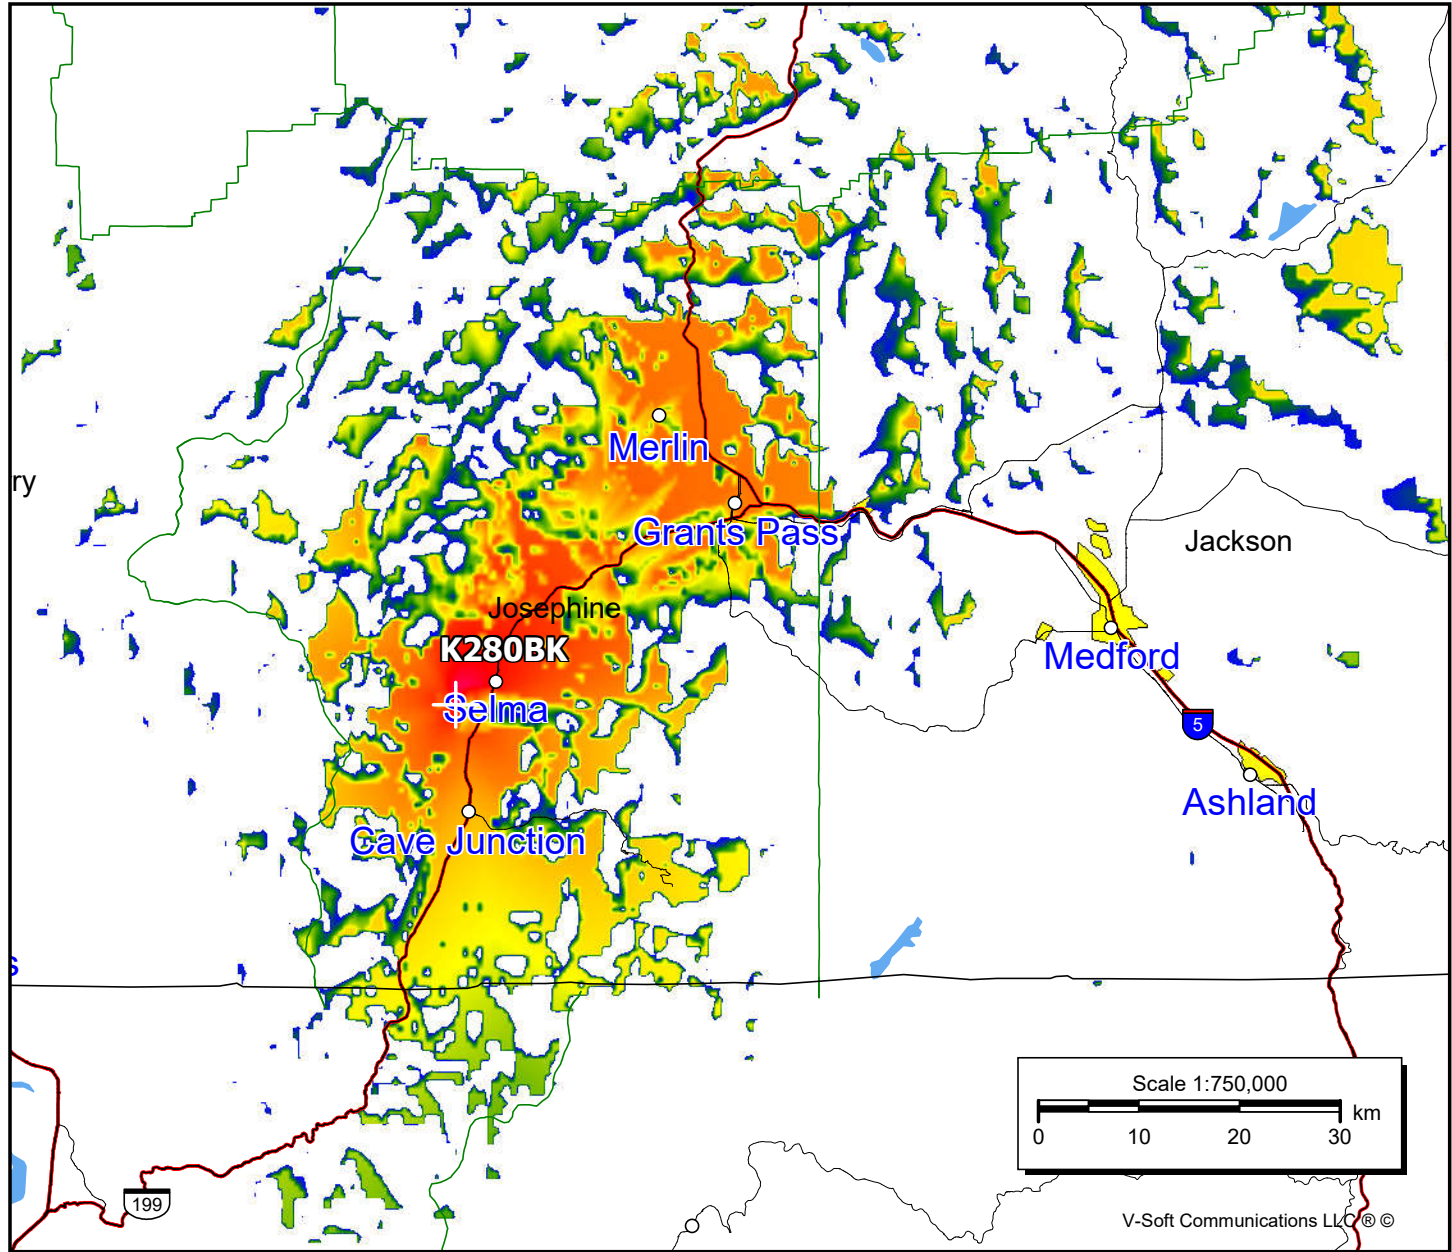 Merlin
ry
Grants Pass
Jackson
Josephine
K280BK
Medford
Selma
5
Ashland
Cave Junction
s
Scale 1:750,000
km
0 10 20 30
199
V-Soft Communications LLC ® ©